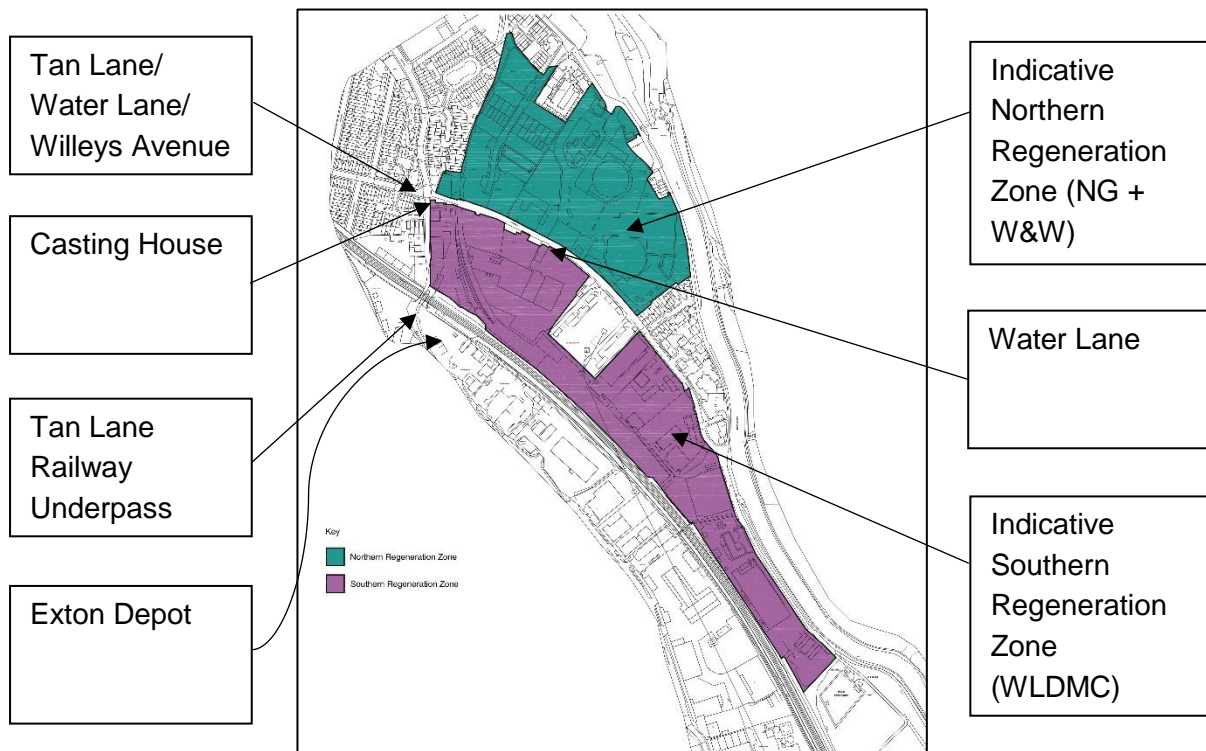 Tan Lane/
Water Lane/
Willeys Avenue
Casting House
Tan Lane
Railway
Underpass
Exton Depot
Key
Northern Regeneration Zone
Southern Regeneration Zone
Indicative
Northern
Regeneration
Zone (NG +
W&W)
Water Lane
Indicative
Southern
Regeneration
Zone
(WLDMC)